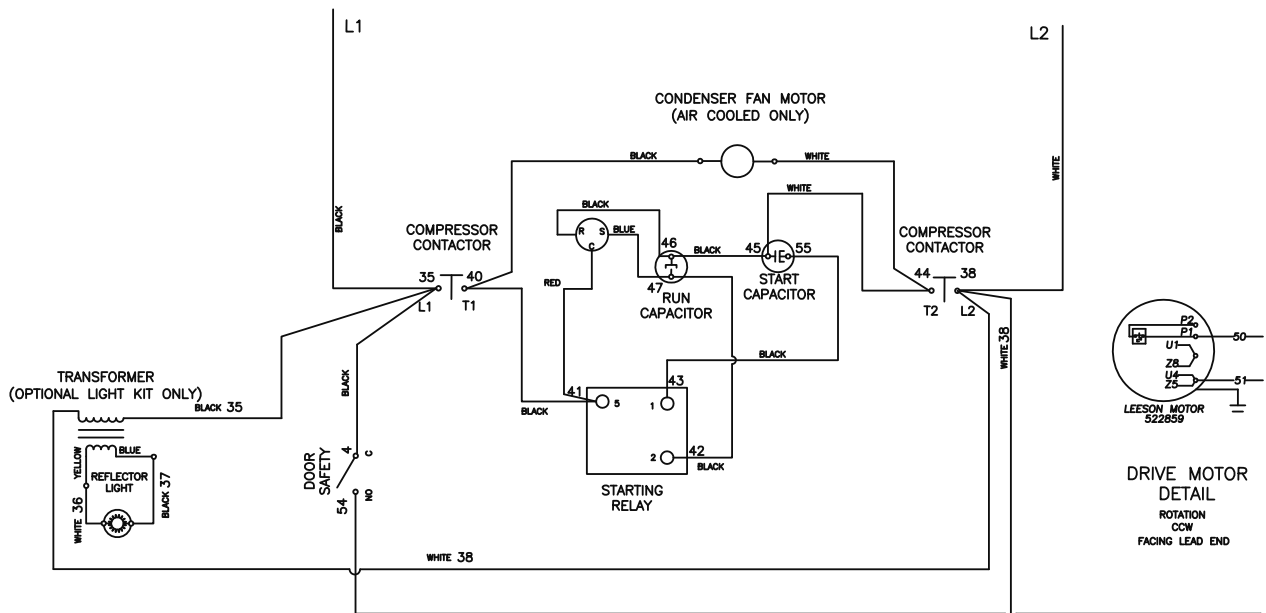 L1
L2
CONDENSER FAN MOTOR
(AIR COOLED ONLY)
BLACK
WHITE
WHITE
WHITE
BLACK
BLACK
COMPRESSOR
CONTACTOR
R
S
C
BLUE
46
BLACK
45
55
COMPRESSOR
CONTACTOR
35
40
L1
T1
RED
47
RUN
CAPACITOR
START
CAPACITOR
44
38
T2
L2
WHITE 38
P2
P1
50
U1
Z8
U4
Z5
51
LEESON MOTOR
522859
TRANSFORMER
(OPTIONAL LIGHT KIT ONLY)
BLACK 35
BLACK
BLACK
41
5
43
1
BLACK
2
42
BLACK
STARTING
RELAY
YELLOW
BLUE
REFLECTOR
LIGHT
WHITE 36
BLACK 37
DOOR
SAFETY
4
C
54
NO
DRIVE MOTOR
DETAIL
ROTATION
CCW
FACING LEAD END
WHITE 38